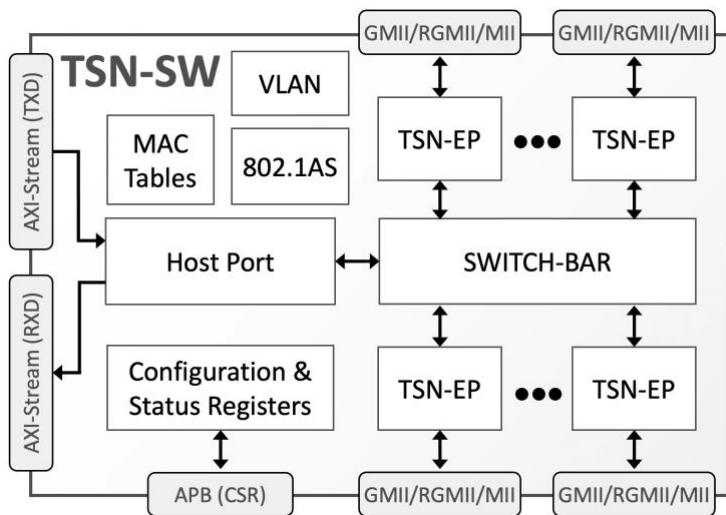 GMII/RGMII/MII
GMII/RGMII/MII
TSN-SW
VLAN
AXI-Stream (TXD)
MAC
Tables
802.1AS
TSN-EP
TSN-EP
Host Port
SWITCH-BAR
AXI-Stream (RXD)
Configuration &
Status Registers
TSN-EP
TSN-EP
APB (CSR)
GMII/RGMII/MII
GMII/RGMII/MII